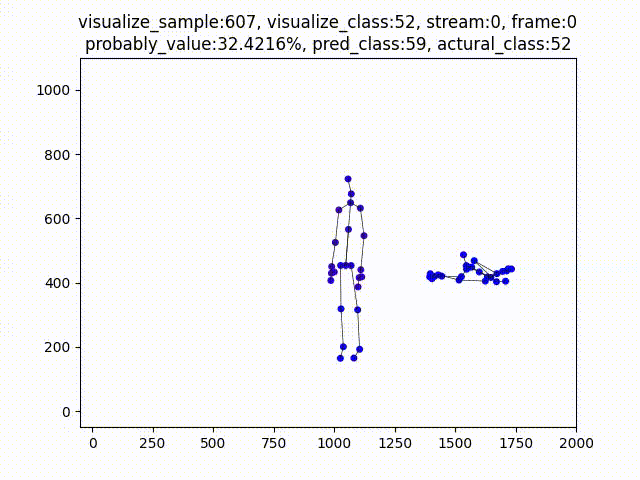 visualize_sample:607, visualize_class:52, stream:0, frame:0
probably_value:32.4216%, pred_class:59, actural_class:52
1000
800
600
400
200
0
0 250 500 750 1000 1250 1500 1750 2000